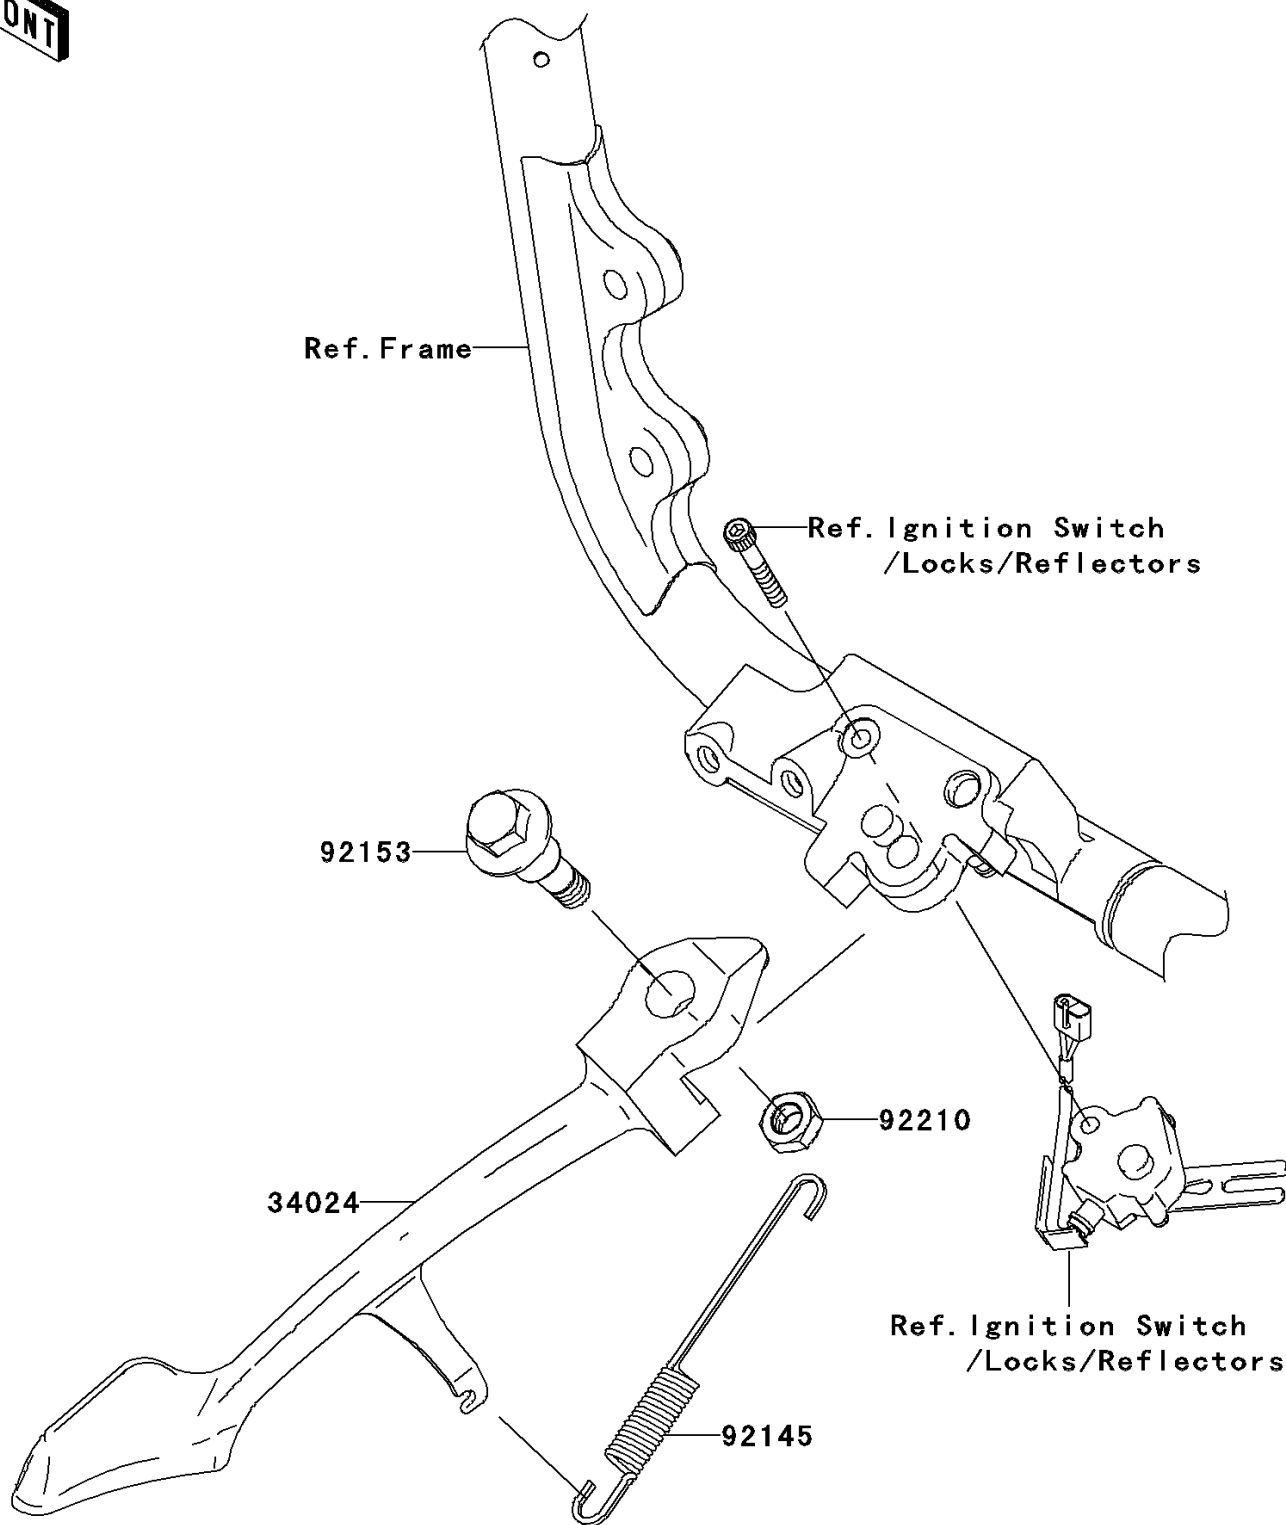 ONT
Ref.Frame
Ref.Ignition Switch
/Locks/Reflectors
92153
92210
34024
Ref.Ignition Switch
/Locks/Reflectors
92145